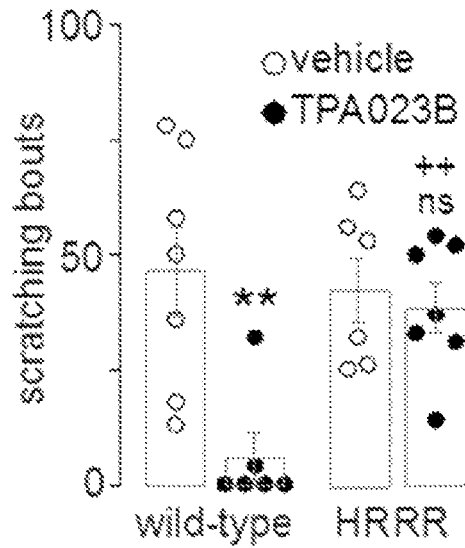 100
vehicle
TPA023B
++
ns
50
**
0
wild-type
HRRR
scratching bouts